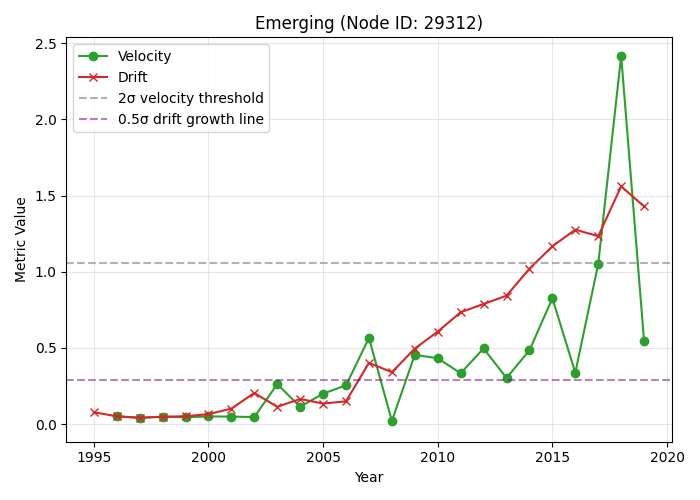 Emerging (Node ID: 29312)
Velocity
Drift
2σ velocity threshold
0.5σ drift growth line
Metric Value
2.5
2.0
1.5
1.0
0.5
0.0
1995 2000 2005 2010 2015 2020
Year